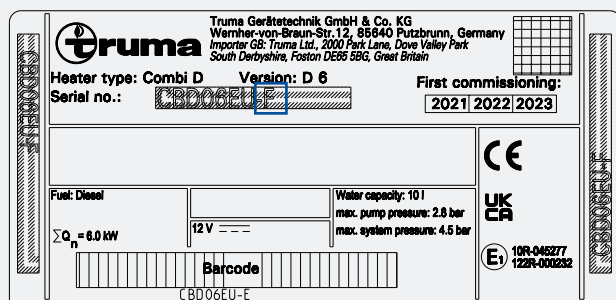 truma
Truma Gerätetechnik GmbH & Co. KG
Wernher-von-Braun-Str.12, 85640 Putzbrunn, Germany
Importer GB: Truma Ltd., 2000 Park Lane, Dove Valley Park
South Derbyshire, Foston DE65 5BG, Great Britain
Heater type: Combi D Version: D 6
First commissioning:
Serial no.: CBD06EU-F
2021 2022 2023
CBD06EU-F
CBD06EU-F
CE
Fuel: Diesel
Water capacity: 10 l
max. pump pressure: 2.8 bar
UK
CA
12 V
max. system pressure: 4.5 bar
∑Qn = 6.0 kW
E1
10R-045277
122R-000232
Barcode
CBD06EU-E